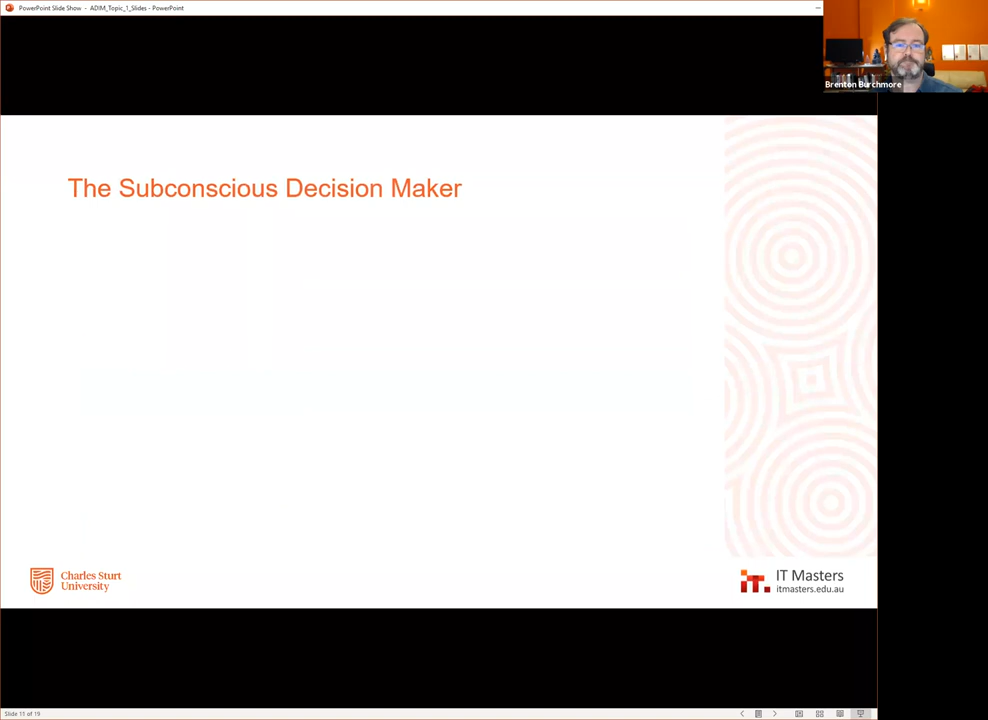 PowerPoint Slide Show - ADIM_Topic_1_Slides - PowerPoint
Brenton Burchmore
The Subconscious Decision Maker
Charles Sturt
University
IT Masters
itmasters.edu.au
Slide 11 of 19